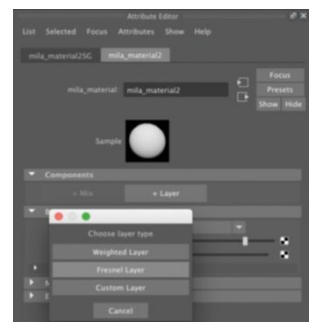 Attribute Editor
List Selected Focus Attributes Show Help
mila_material2SG mila_material2
mila_material: mila_material2
Focus
Presets
Show Hide
Sample
Components
+ Mix + Layer
Choose layer type
Weighted Layer
Fresnel Layer
Custom Layer
Cancel